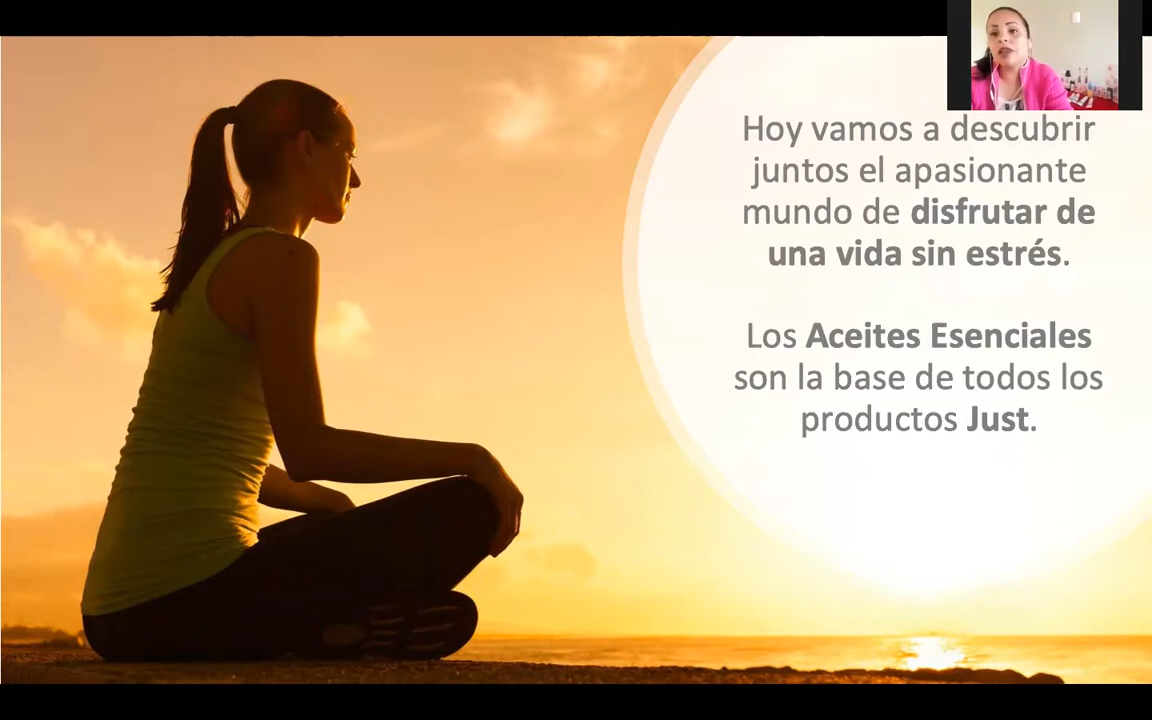 Hoy vamos a descubrir
juntos el apasionante
mundo de disfrutar de
una vida sin estrés.
Los Aceites Esenciales
son la base de todos los
productos Just.